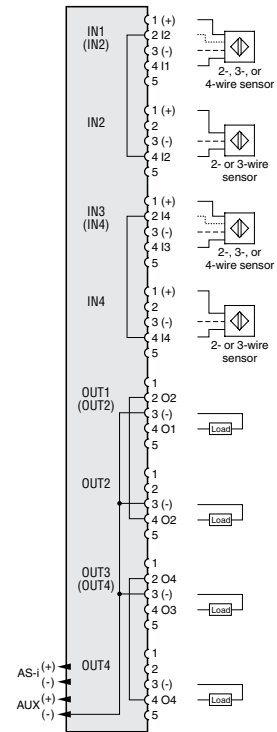 IN1
(IN2)
1 (+)
2 I2
3 (-)
4 I1
5
2-, 3-, or
4-wire sensor
IN2
1 (+)
2
3 (-)
4 I2
5
2- or 3-wire
sensor
IN3
(IN4)
1 (+)
2 I4
3 (-)
4 I3
5
2-, 3-, or
4-wire sensor
IN4
1 (+)
2
3 (-)
4 I4
5
2- or 3-wire
sensor
OUT1
(OUT2)
1
2 O2
3 (-)
4 O1
5
Load
OUT2
1
2
3 (-)
4 O2
5
Load
OUT3
(OUT4)
1
2 O4
3 (-)
4 O3
5
Load
OUT4
1
2
3 (-)
4 O4
5
Load
AS-i (+)
(-)
AUX (+)
(-)